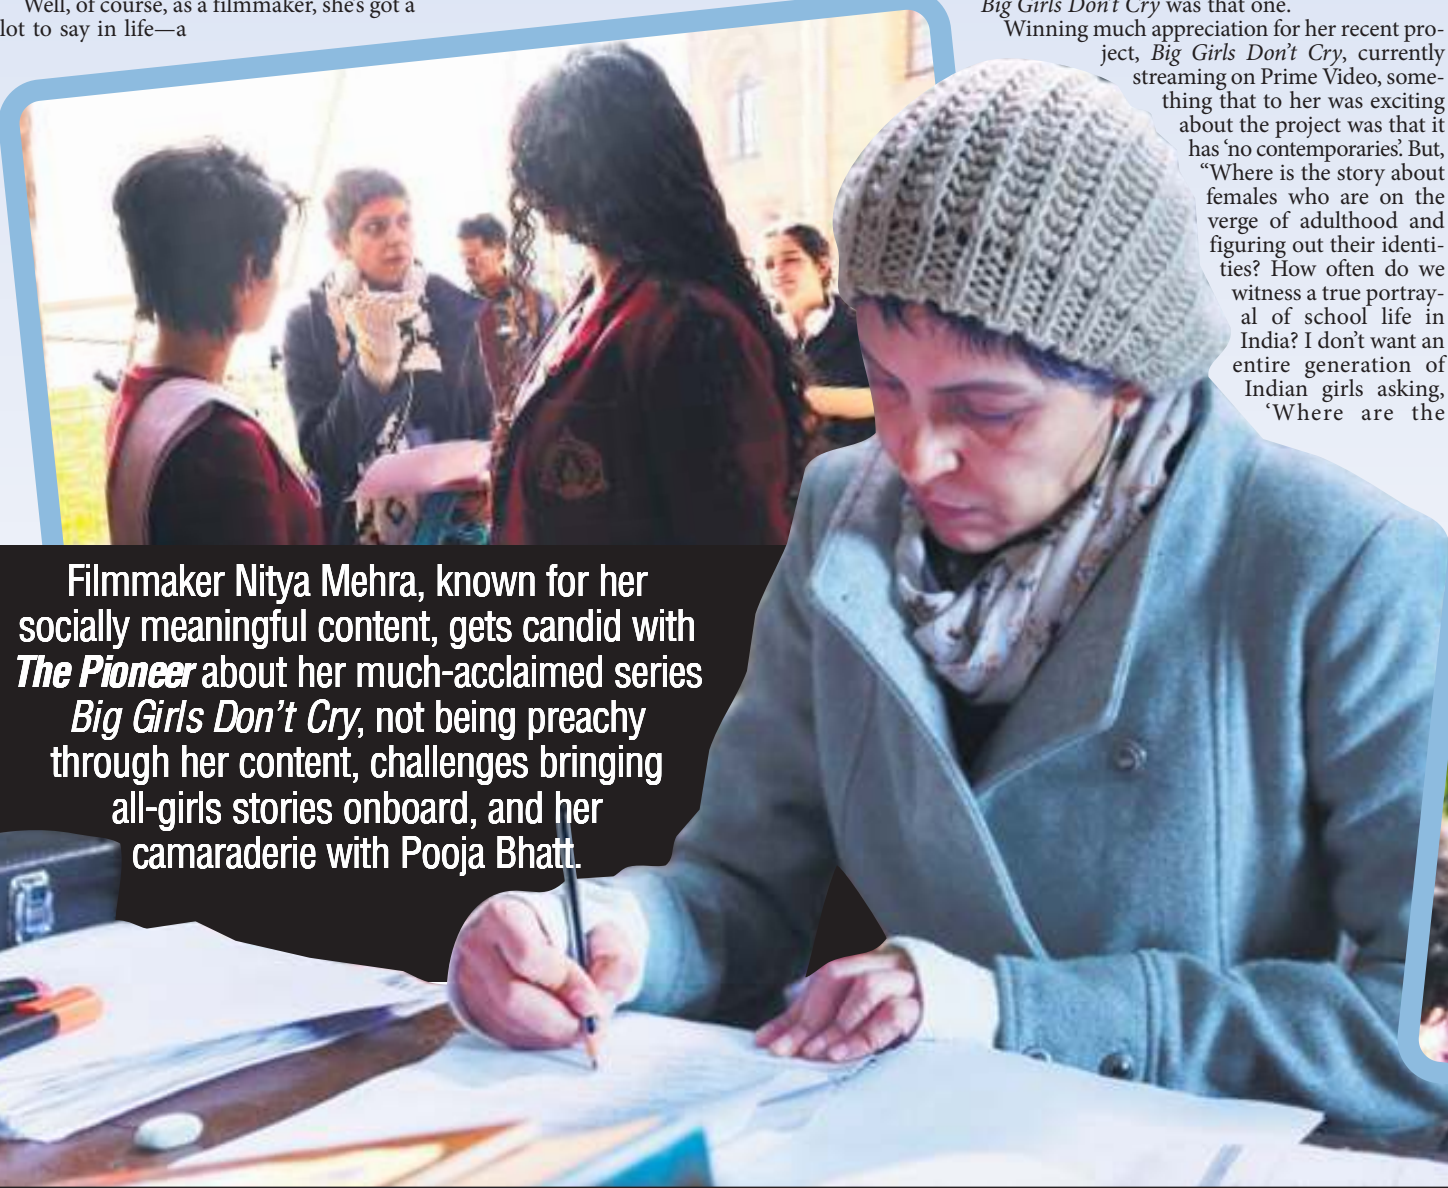 Well, of course, as a filmmaker, she's got a
lot to say in life—a
Big Girls Don't Cry was that one.
Winning much appreciation for her recent pro-
ject, Big Girls Don't Cry, currently
streaming on Prime Video, some-
thing that to her was exciting
about the project was that it
has 'no contemporaries'. But,
"Where is the story about
females who are on the
verge of adulthood and
figuring out their identi-
ties? How often do we
witness a true portray-
al of school life in
India? I don't want an
entire generation of
Indian girls asking,
'Where are the
Filmmaker Nitya Mehra, known for her
socially meaningful content, gets candid with
The Pioneer about her much-acclaimed series
Big Girls Don't Cry, not being preachy
through her content, challenges bringing
all-girls stories onboard, and her
camaraderie with Pooja Bhatt.